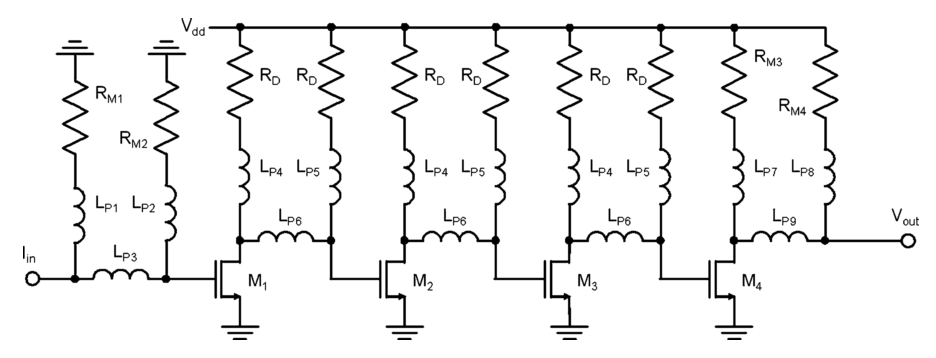 V_dd
R_M1
R_M2
R_D R_D R_D R_D R_D R_D R_M3
R_M4
L_P1 L_P2
L_P4 L_P5 L_P4 L_P5 L_P4 L_P5 L_P7 L_P8
L_P6 L_P6 L_P6 L_P9
V_out
I_in
L_P3
M_1 M_2 M_3 M_4